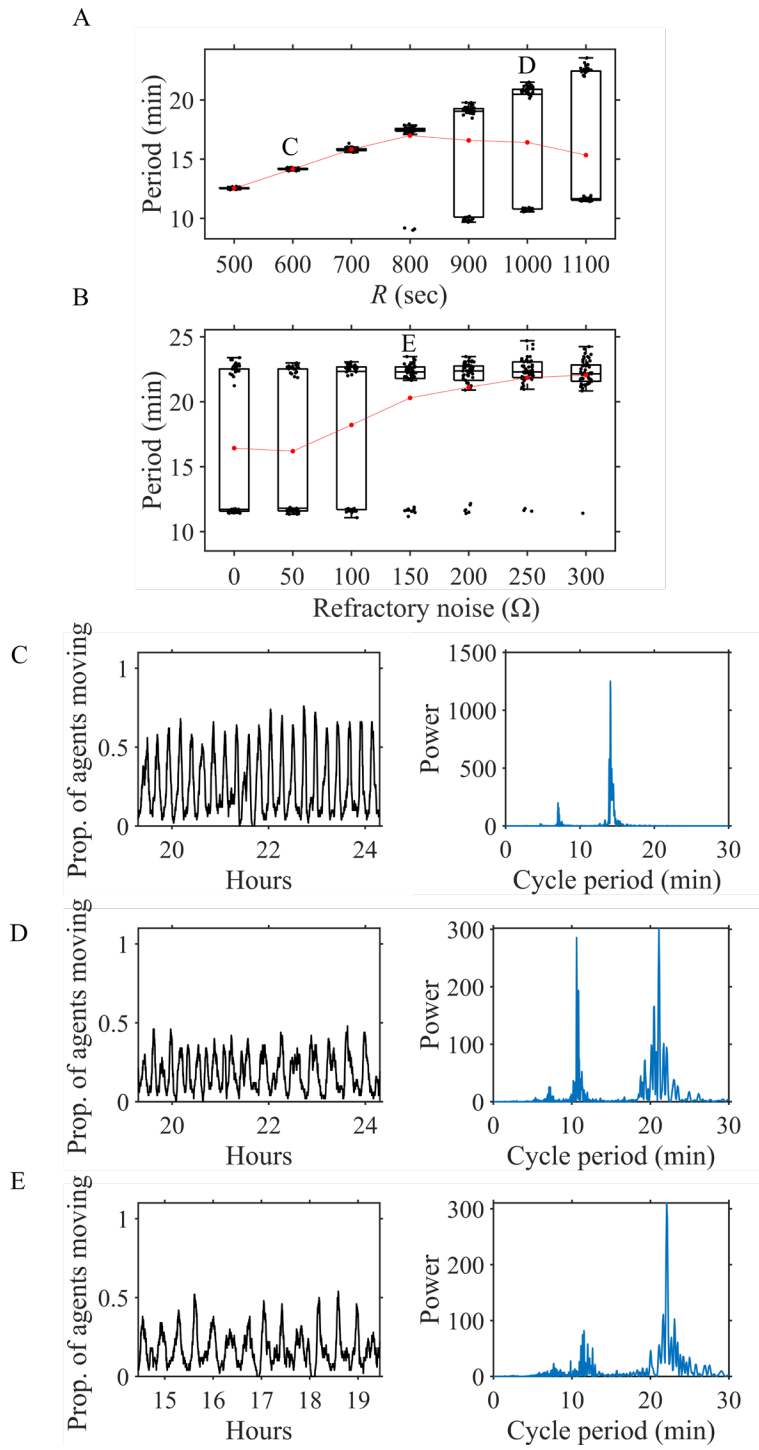 A
20
15
10
Period (min)
C
D
500 600 700 800 900 1000 1100
R (sec)
B
25
20
15
10
Period (min)
E
0 50 100 150 200 250 300
Refractory noise (Ω)
C
Prop. of agents moving
1
0.5
0
20 22 24
Hours
Power
1500
1000
500
0
0 10 20 30
Cycle period (min)
D
Prop. of agents moving
1
0.5
0
20 22 24
Hours
Power
300
200
100
0
0 10 20 30
Cycle period (min)
E
Prop. of agents moving
1
0.5
0
15 16 17 18 19
Hours
Power
300
200
100
0
0 10 20 30
Cycle period (min)